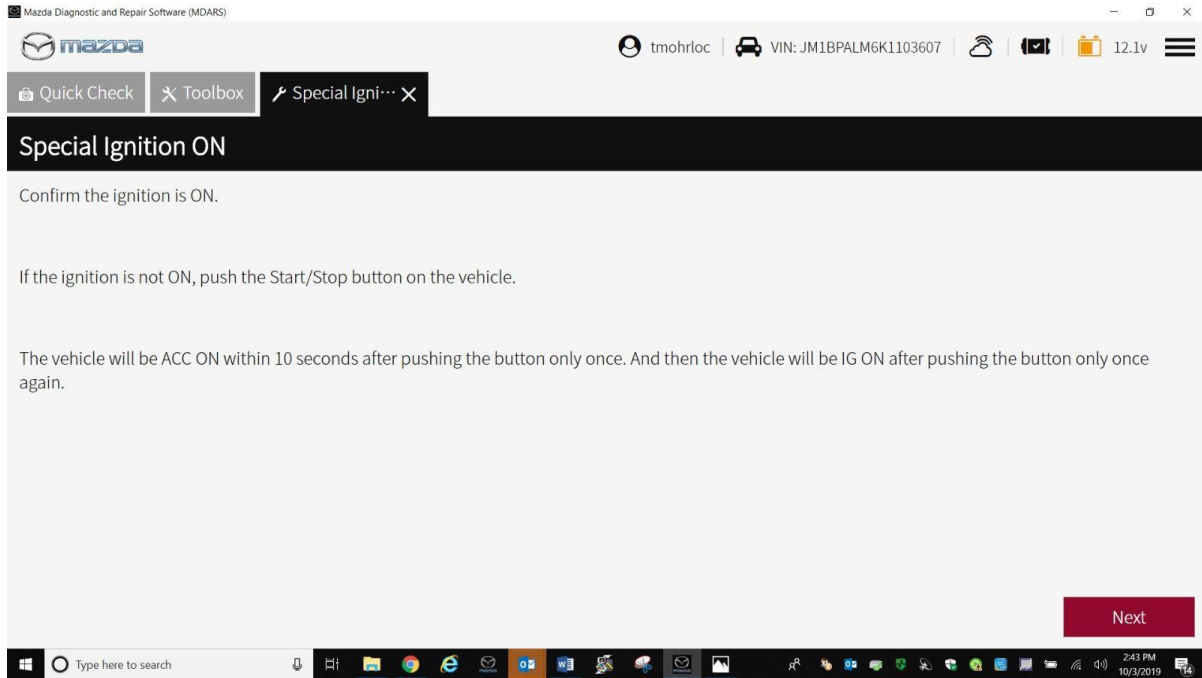 Mazda Diagnostic and Repair Software (MDARS)
mazda
tmohrloc
VIN: JM1BPALM6K1103607
12.1v
Quick Check
Toolbox
Special Igni···
Special Ignition ON
Confirm the ignition is ON.
If the ignition is not ON, push the Start/Stop button on the vehicle.
The vehicle will be ACC ON within 10 seconds after pushing the button only once. And then the vehicle will be IG ON after pushing the button only once
again.
Next
Type here to search
2:43 PM
10/3/2019
14